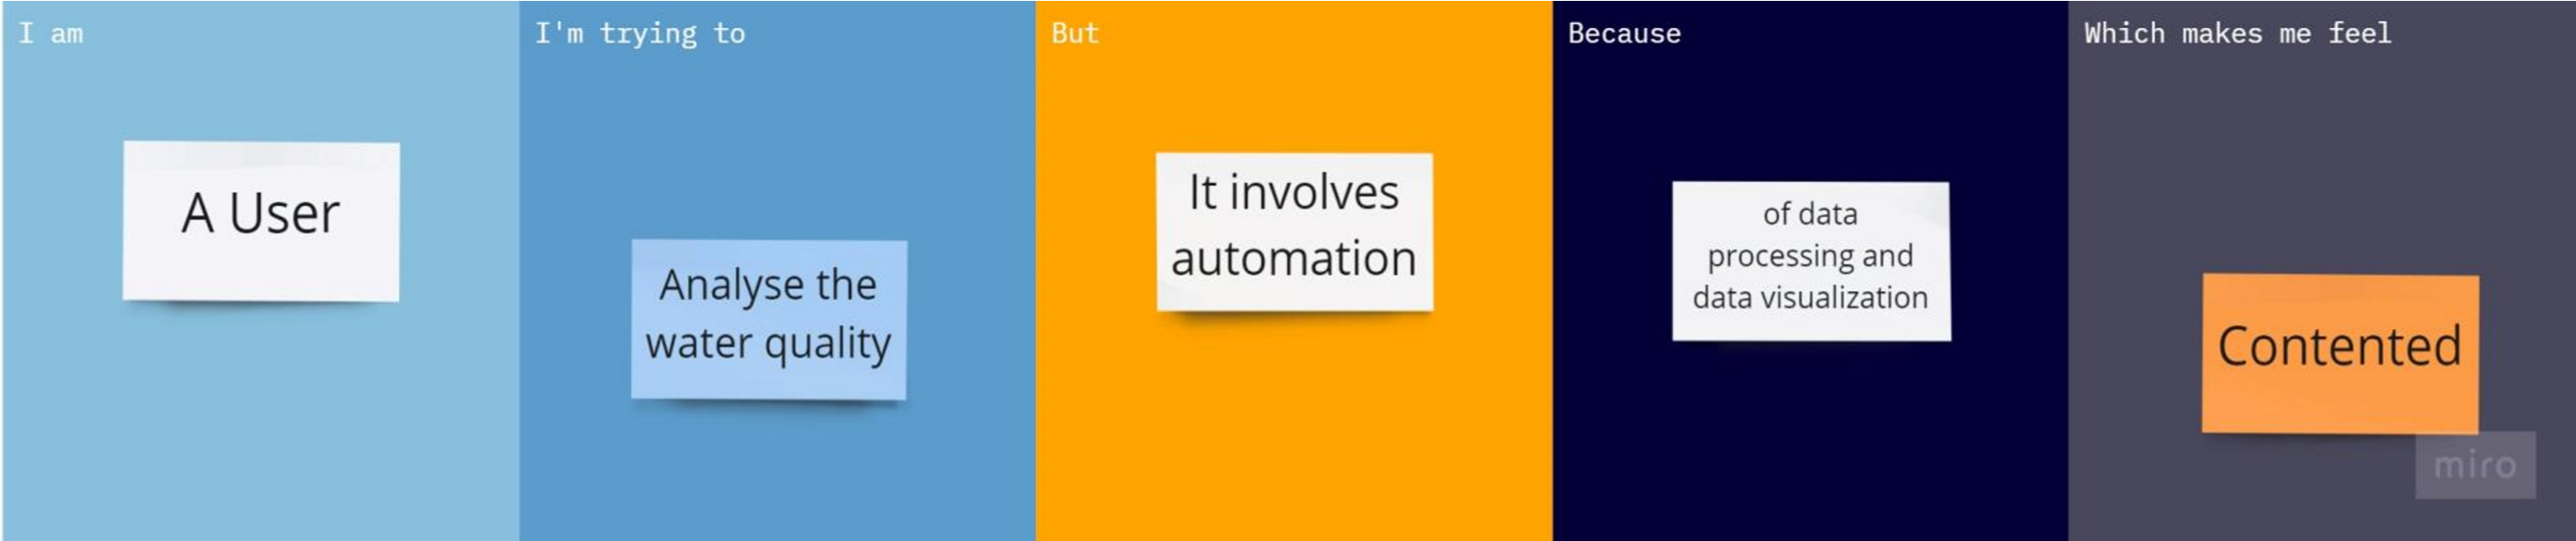 I am
A User
I'm trying to
Analyse the
water quality
But
It involves
automation
Because
of data
processing and
data visualization
Which makes me feel
Contented
miro